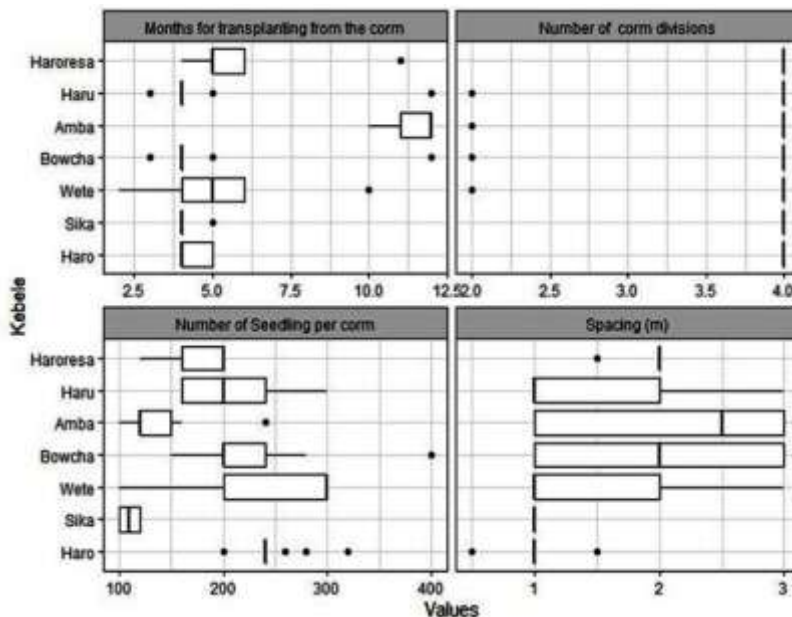 Months for transplanting from the corm
Number of corm divisions
Haroresa
Haru
Amba
Bowcha
Wete
Sika
Haro
2.5 5.0 7.5 10.0 12.5
2.0 2.5 3.0 3.5 4.0
Kebele
Number of Seedling per corm
Spacing (m)
Haroresa
Haru
Amba
Bowcha
Wete
Sika
Haro
100 200 300 400
1 2 3
Values